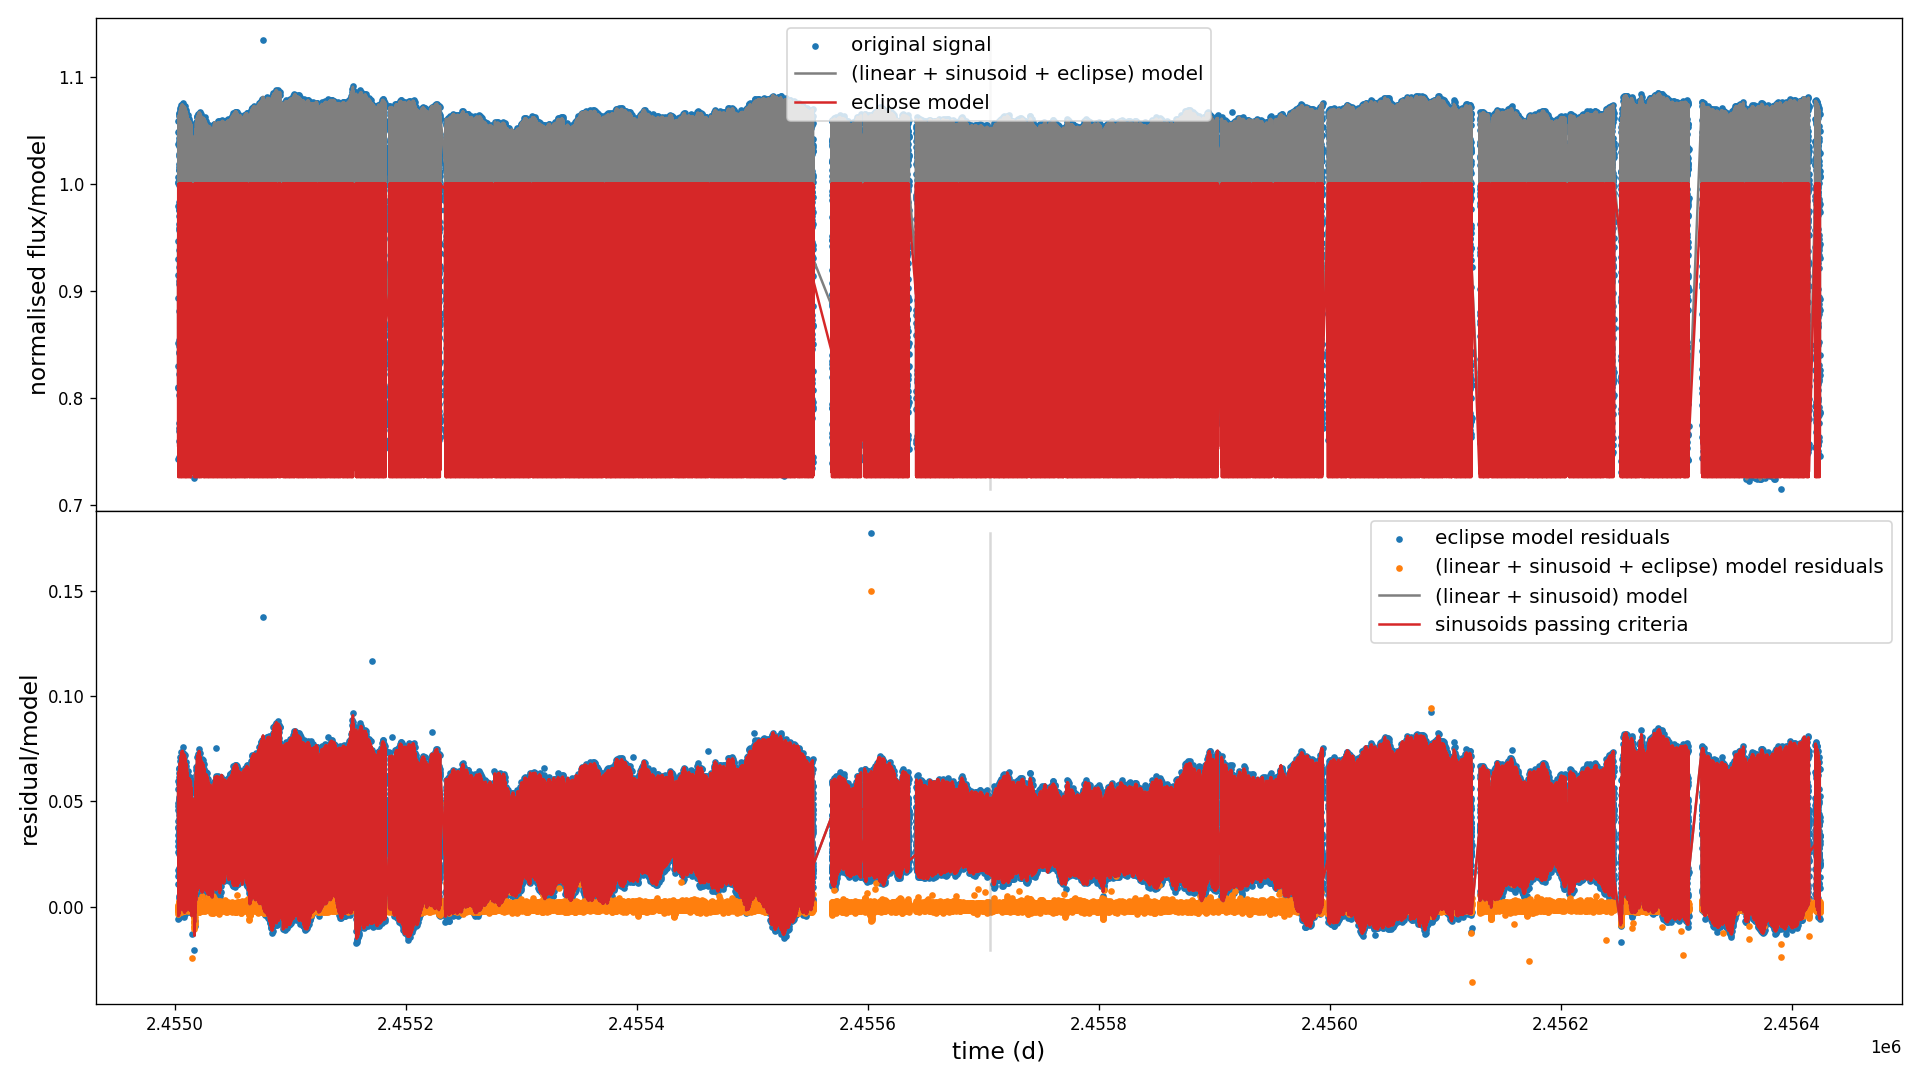 original signal
(linear + sinusoid + eclipse) model
eclipse model
normalised flux/model
1.1
1.0
0.9
0.8
0.7
eclipse model residuals
(linear + sinusoid + eclipse) model residuals
(linear + sinusoid) model
sinusoids passing criteria
residual/model
0.15
0.10
0.05
0.00
2.4550 2.4552 2.4554 2.4556 2.4558 2.4560 2.4562 2.4564
time (d)
1e6